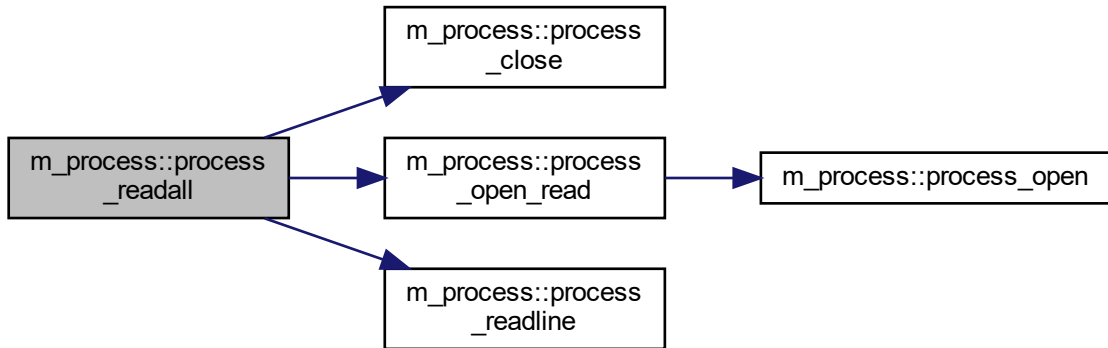 m_process::process
_readall
m_process::process
_close
m_process::process
_open_read
m_process::process_open
m_process::process
_readline